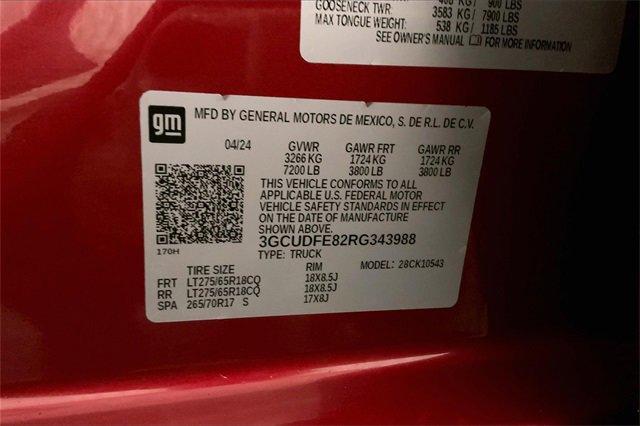 900 LBS
GOOSENECK TWR: 3583 KG / 7900 LBS
MAX TONGUE WEIGHT: 538 KG / 1185 LBS
SEE OWNER'S MANUAL FOR MORE INFORMATION
gm
MFD BY GENERAL MOTORS DE MEXICO, S. DE R.L. DE C.V.
04/24 GVWR GAWR FRT GAWR RR
3266 KG 1724 KG 1724 KG
7200 LB 3800 LB 3800 LB
THIS VEHICLE CONFORMS TO ALL
APPLICABLE U.S. FEDERAL MOTOR
VEHICLE SAFETY STANDARDS IN EFFECT
ON THE DATE OF MANUFACTURE
SHOWN ABOVE.
3GCUDFE82RG343988
170H
TYPE: TRUCK
MODEL: 28CK10543
TIRE SIZE RIM
FRT LT275/65R18CQ 18X8.5J
RR LT275/65R18CQ 18X8.5J
SPA 265/70R17 S 17X8J